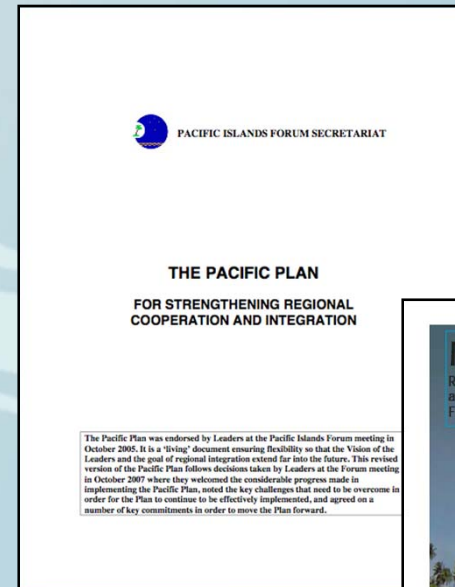 PACIFIC ISLANDS FORUM SECRETARIAT
THE PACIFIC PLAN
FOR STRENGTHENING REGIONAL
COOPERATION AND INTEGRATION
The Pacific Plan was endorsed by Leaders at the Pacific Islands Forum meeting in
October 2005. It is a ‘living’ document ensuring flexibility so that the Vision of the
Leaders and the goal of regional integration extend far into the future. This revised
version of the Pacific Plan follows decisions taken by Leaders at the Forum meeting
in October 2007 where they welcomed the considerable progress made in
implementing the Pacific Plan, noted the key challenges that need to be overcome in
order for the Plan to continue to be effectively implemented, and agreed on a
number of key commitments in order to move the Plan forward.